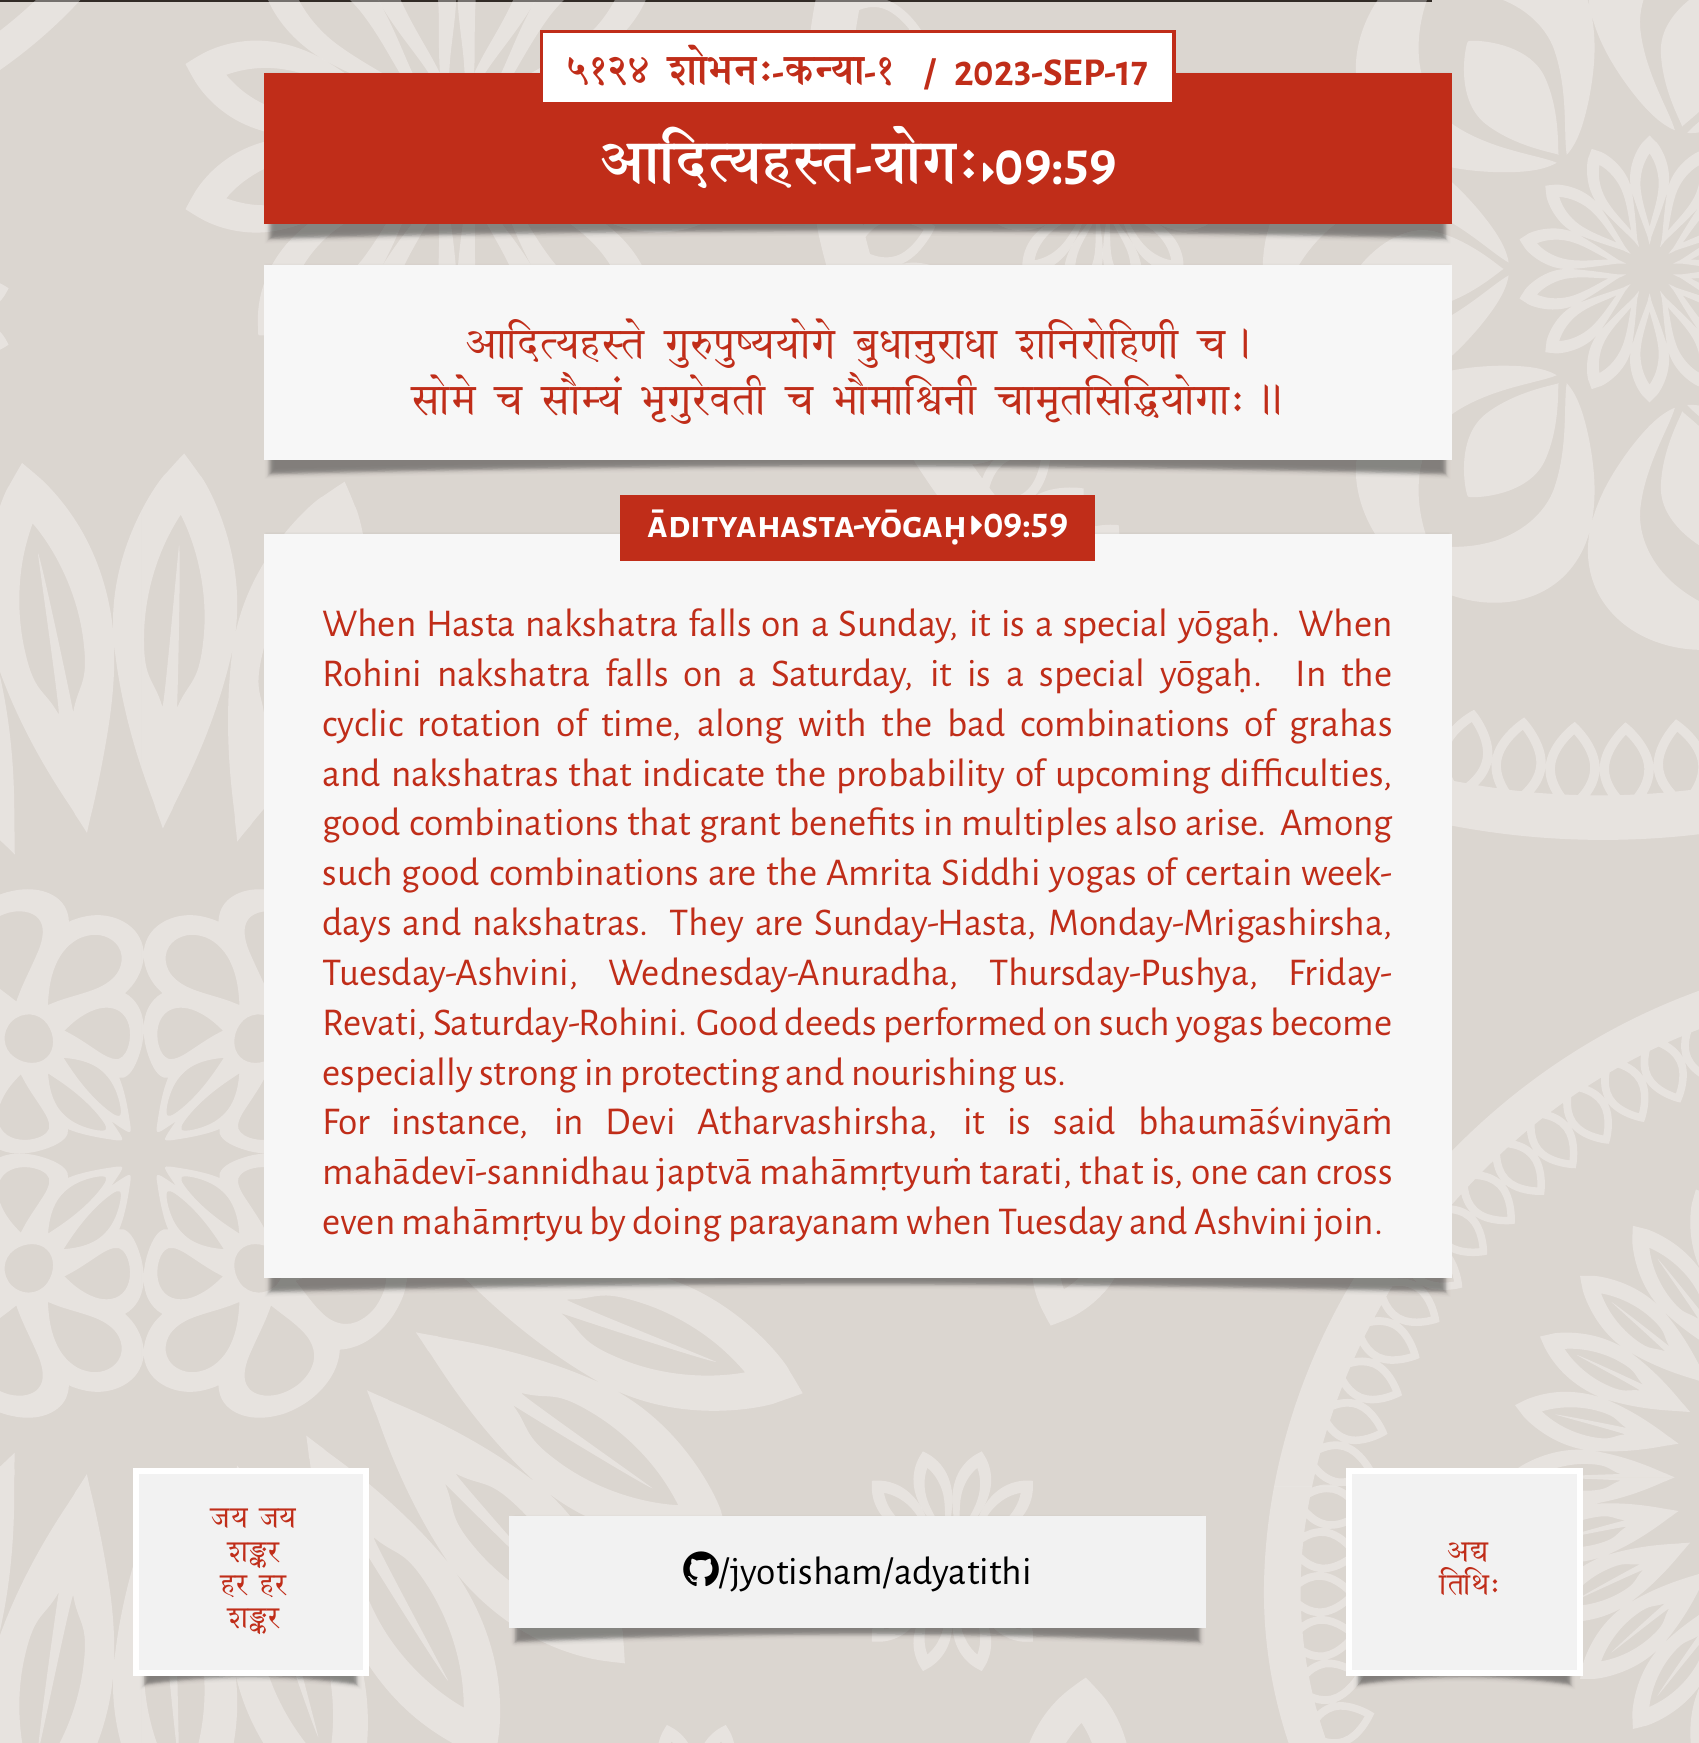 ५१२४ शोभनः-कन्या-१ / 2023-SEP-17
आदित्यहस्त-योगः▸09:59
आदित्यहस्ते गुरुपुष्ययोगे बुधानुराधा शनिरोहिणी च।
सोमे च सौम्यं भृगुरेवती च भौमाश्विनी चामृतसिद्धियोगाः॥
ĀDITYAHASTA-YŌGAḤ▸09:59
When Hasta nakshatra falls on a Sunday, it is a special yōgaḥ. When
Rohini nakshatra falls on a Saturday, it is a special yōgaḥ. In the
cyclic rotation of time, along with the bad combinations of grahas
and nakshatras that indicate the probability of upcoming difficulties,
good combinations that grant benefits in multiples also arise. Among
such good combinations are the Amrita Siddhi yogas of certain week-
days and nakshatras. They are Sunday-Hasta, Monday-Mrigashirsha,
Tuesday-Ashvini, Wednesday-Anuradha, Thursday-Pushya, Friday-
Revati, Saturday-Rohini. Good deeds performed on such yogas become
especially strong in protecting and nourishing us.
For instance, in Devi Atharvashirsha, it is said bhaumāśvinyāṁ
mahādevī-sannidhau japtvā mahāmṛtyuṁ tarati, that is, one can cross
even mahāmṛtyu by doing parayanam when Tuesday and Ashvini join.
जय जय
शङ्कर
हर हर
शङ्कर
/jyotisham/adyatithi
अद्य
तिथिः